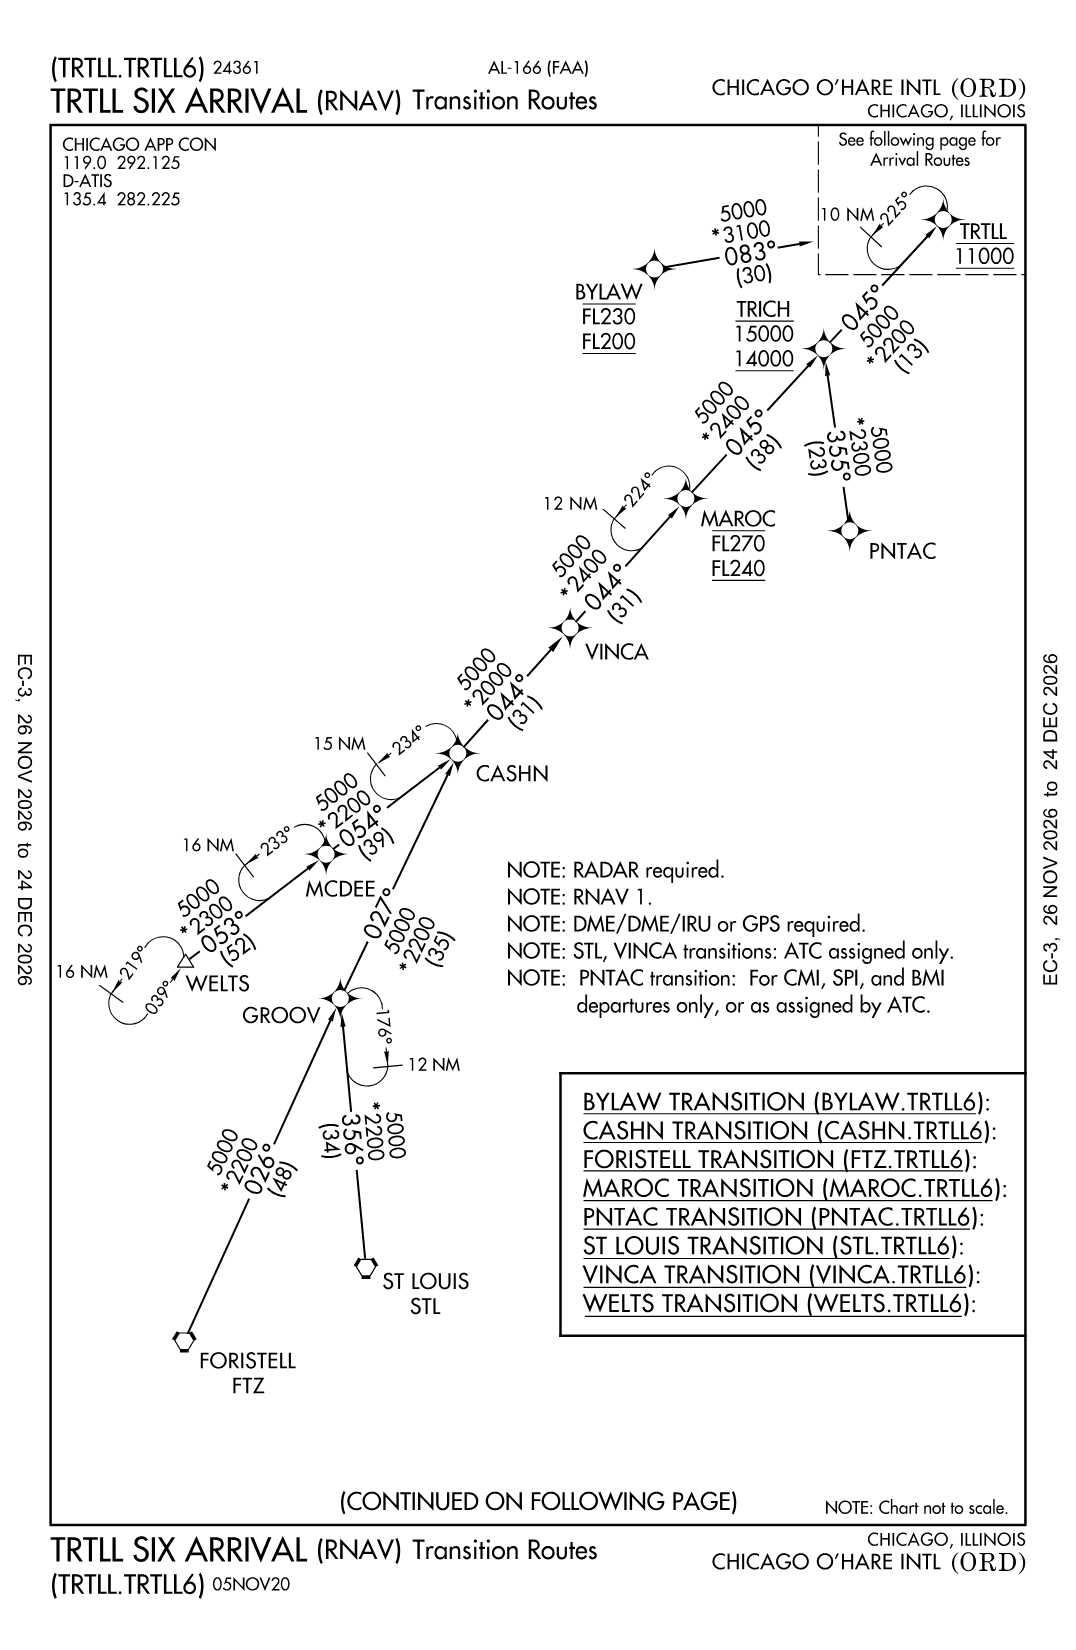 (TRTLL.TRTLL6) 24361
AL-166 (FAA)
TRTLL SIX ARRIVAL (RNAV) Transition Routes
CHICAGO O'HARE INTL (ORD)
CHICAGO, ILLINOIS
CHICAGO APP CON
119.0 292.125
D-ATIS
135.4 282.225
See following page for
Arrival Routes
10 NM
225°
TRTLL
11000
5000
*3100
083°
(30)
BYLAW
FL230
FL200
TRICH
15000
14000
045°
5000
*2200
(13)
5000
*2400
045°
(38)
5000
*2300
355°
(23)
PNTAC
12 NM
224°
MAROC
FL270
FL240
5000
*2400
044°
(31)
VINCA
5000
*2000
044°
(31)
15 NM
234°
CASHN
5000
*2200
054°
(39)
16 NM
233°
MCDEE
5000
*2300
053°
(52)
16 NM
219°
039°
WELTS
027°
5000
*2200
(35)
GROOV
176°
12 NM
5000
*2200
356°
(34)
5000
*2200
026°
(48)
ST LOUIS
STL
FORISTELL
FTZ
NOTE: RADAR required.
NOTE: RNAV 1.
NOTE: DME/DME/IRU or GPS required.
NOTE: STL, VINCA transitions: ATC assigned only.
NOTE: PNTAC transition: For CMI, SPI, and BMI
departures only, or as assigned by ATC.
BYLAW TRANSITION (BYLAW.TRTLL6):
CASHN TRANSITION (CASHN.TRTLL6):
FORISTELL TRANSITION (FTZ.TRTLL6):
MAROC TRANSITION (MAROC.TRTLL6):
PNTAC TRANSITION (PNTAC.TRTLL6):
ST LOUIS TRANSITION (STL.TRTLL6):
VINCA TRANSITION (VINCA.TRTLL6):
WELTS TRANSITION (WELTS.TRTLL6):
(CONTINUED ON FOLLOWING PAGE)
NOTE: Chart not to scale.
EC-3, 26 NOV 2026 to 24 DEC 2026
EC-3, 26 NOV 2026 to 24 DEC 2026
TRTLL SIX ARRIVAL (RNAV) Transition Routes
(TRTLL.TRTLL6) 05NOV20
CHICAGO, ILLINOIS
CHICAGO O'HARE INTL (ORD)